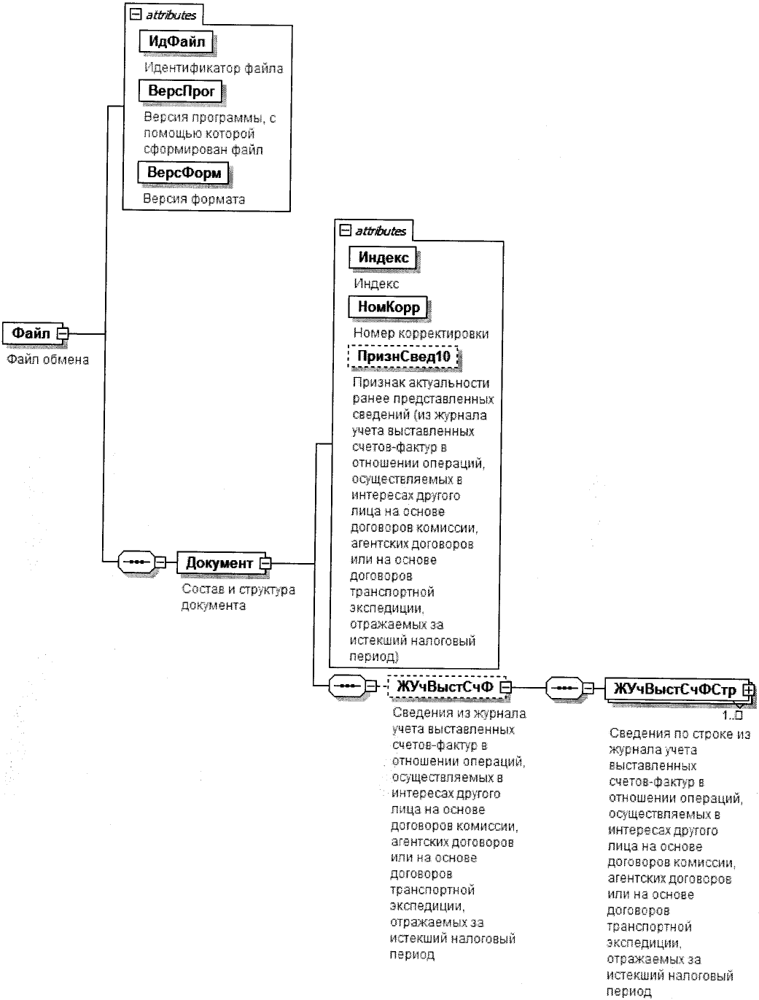 attributes
ИдФайл
Идентификатор файла
ВерсПрог
Версия программы, с
помощью которой
сформирован файл
ВерсФорм
Версия формата
Файл
Файл обмена
Документ
Состав и структура
документа
attributes
Индекс
Индекс
НомКорр
Номер корректировки
ПризнСвед10
Признак актуальности
ранее представленных
сведений (из журнала
учета выставленных
счетов-фактур в
отношении операций,
осуществляемых в
интересах другого
лица на основе
договоров комиссии,
агентских договоров
или на основе
договоров
транспортной
экспедиции,
отражаемых за
истекший налоговый
период)
ЖУчВыстСчФ
Сведения из журнала
учета выставленных
счетов-фактур в
отношении операций,
осуществляемых в
интересах другого
лица на основе
договоров комиссии,
агентских договоров
или на основе
договоров
транспортной
экспедиции,
отражаемых за
истекший налоговый
период
ЖУчВыстСчФСтр
1..□
Сведения по строке из
журнала учета
выставленных
счетов-фактур в
отношении операций,
осуществляемых в
интересах другого
лица на основе
договоров комиссии,
агентских договоров
или на основе
договоров
транспортной
экспедиции,
отражаемых за
истекший налоговый
период